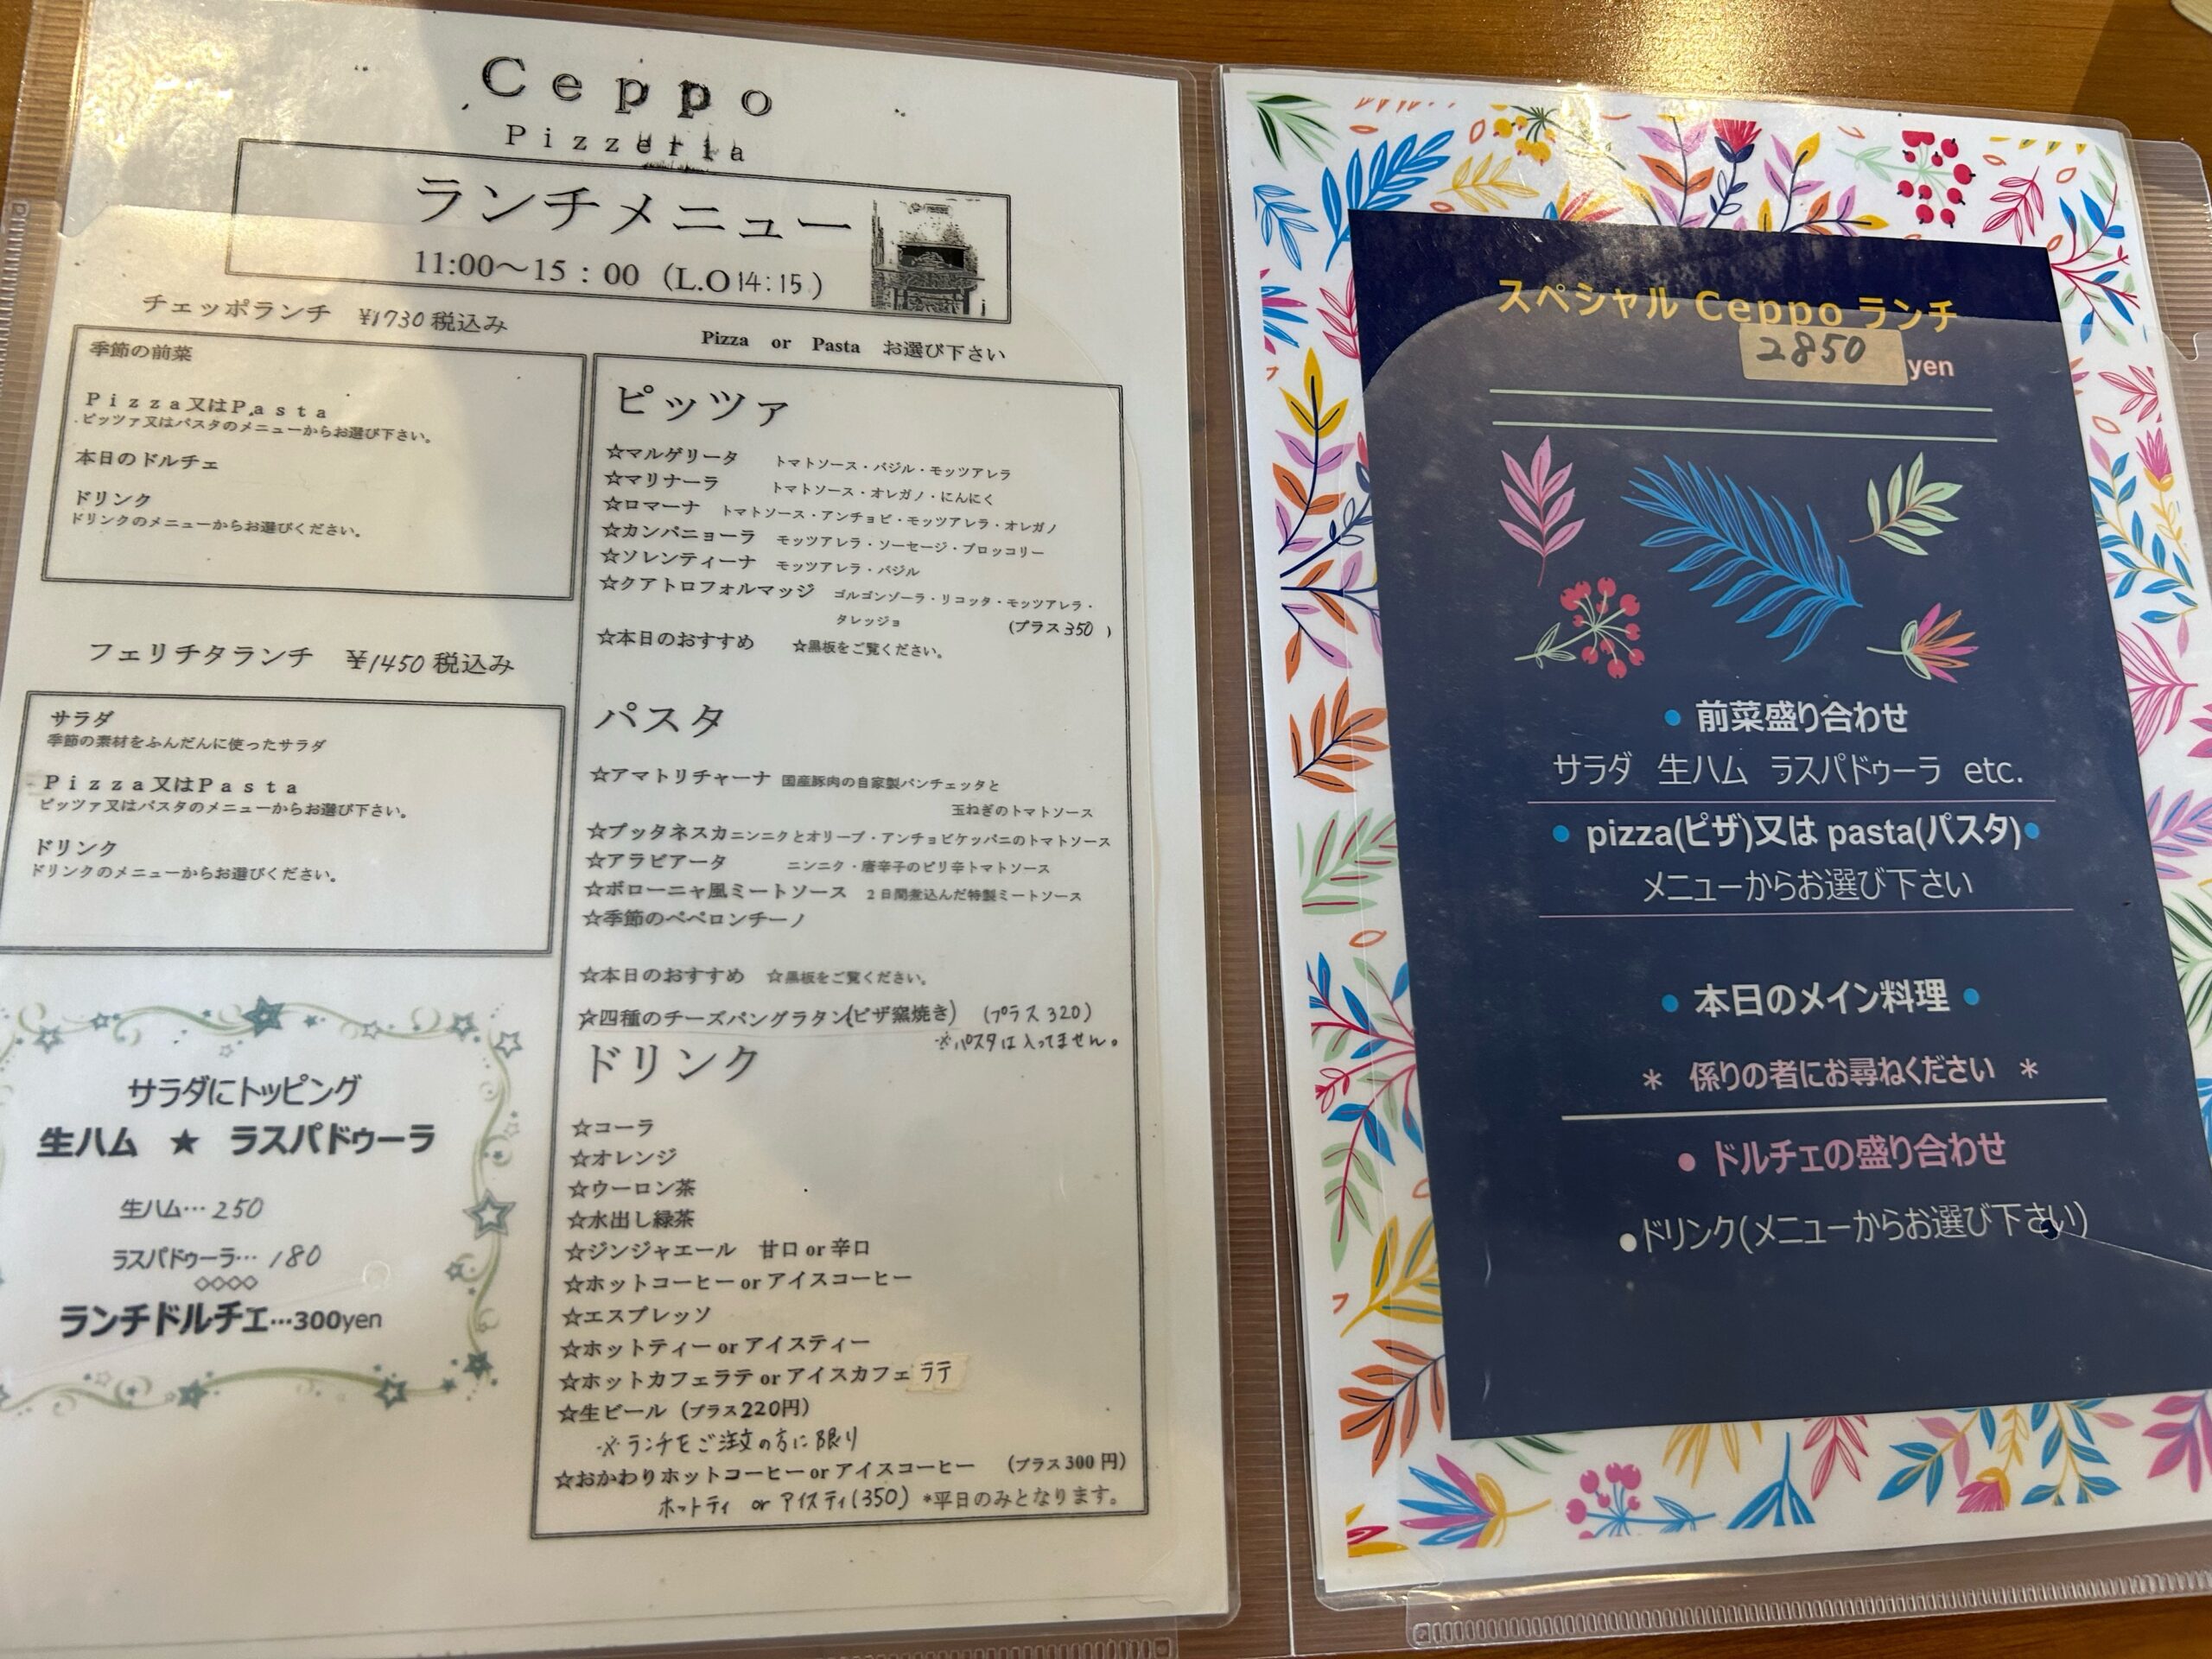 Ceppo
Pizzeria
ランチメニュー
11:00～15：00（L.O 14:15）
チェッポランチ ¥1730税込み
季節の前菜
Pizza又はPasta
ピッツァ又はパスタのメニューからお選び下さい。
本日のドルチェ
ドリンク
ドリンクのメニューからお選びください。
フェリチタランチ ¥1450税込み
サラダ
季節の素材をふんだんに使ったサラダ
Pizza又はPasta
ピッツァ又はパスタのメニューからお選び下さい。
ドリンク
ドリンクのメニューからお選びください。
サラダにトッピング
生ハム ★ ラスパドゥーラ
生ハム…250
ラスパドゥーラ…180
◇◇◇◇
ランチドルチェ…300yen
Pizza or Pasta お選び下さい
ピッツァ
☆マルゲリータ トマトソース・バジル・モッツアレラ
☆マリナーラ トマトソース・オレガノ・にんにく
☆ロマーナ トマトソース・アンチョビ・モッツアレラ・オレガノ
☆カンパニョーラ モッツアレラ・ソーセージ・ブロッコリー
☆ソレンティーナ モッツアレラ・バジル
☆クアトロフォルマッジ ゴルゴンゾーラ・リコッタ・モッツアレラ・
タレッジョ （プラス350 ）
☆本日のおすすめ ☆黒板をご覧ください。
パスタ
☆アマトリチャーナ 国産豚肉の自家製パンチェッタと
玉ねぎのトマトソース
☆プッタネスカニンニクとオリーブ・アンチョビケッパニのトマトソース
☆アラビアータ ニンニク・唐辛子のピリ辛トマトソース
☆ボローニャ風ミートソース ２日間煮込んだ特製ミートソース
☆季節のペペロンチーノ
☆本日のおすすめ ☆黒板をご覧ください。
☆四種のチーズパングラタン(ピザ窯焼き) （プラス320）
※パスタは入ってません。
ドリンク
☆コーラ
☆オレンジ
☆ウーロン茶
☆水出し緑茶
☆ジンジャエール 甘口 or 辛口
☆ホットコーヒー or アイスコーヒー
☆エスプレッソ
☆ホットティー or アイスティー
☆ホットカフェラテ or アイスカフェラテ
☆生ビール（プラス220円）
※ランチをご注文の方に限り
☆おかわりホットコーヒー or アイスコーヒー （プラス300円）
ホットティ or アイスティ(350) *平日のみとなります。
スペシャル Ceppo ランチ
2850 yen
● 前菜盛り合わせ
サラダ 生ハム ラスパドゥーラ etc.
● pizza(ピザ)又は pasta(パスタ)●
メニューからお選び下さい
● 本日のメイン料理 ●
＊ 係りの者にお尋ねください ＊
● ドルチェの盛り合わせ
●ドリンク(メニューからお選び下さい)